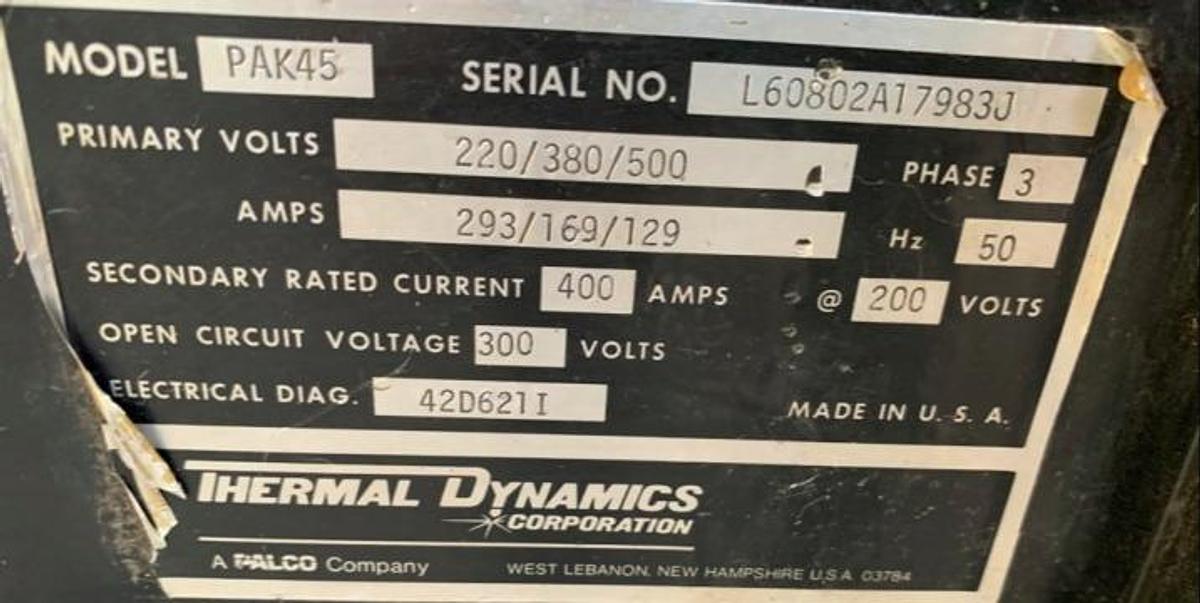 MODEL PAK45 SERIAL NO. L60802A17983J
PRIMARY VOLTS 220/380/500 PHASE 3
AMPS 293/169/129 Hz 50
SECONDARY RATED CURRENT 400 AMPS @ 200 VOLTS
OPEN CIRCUIT VOLTAGE 300 VOLTS
ELECTRICAL DIAG. 42D621I
MADE IN U. S. A.
THERMAL DYNAMICS
CORPORATION
A PALCO Company WEST LEBANON, NEW HAMPSHIRE U.S.A 03784